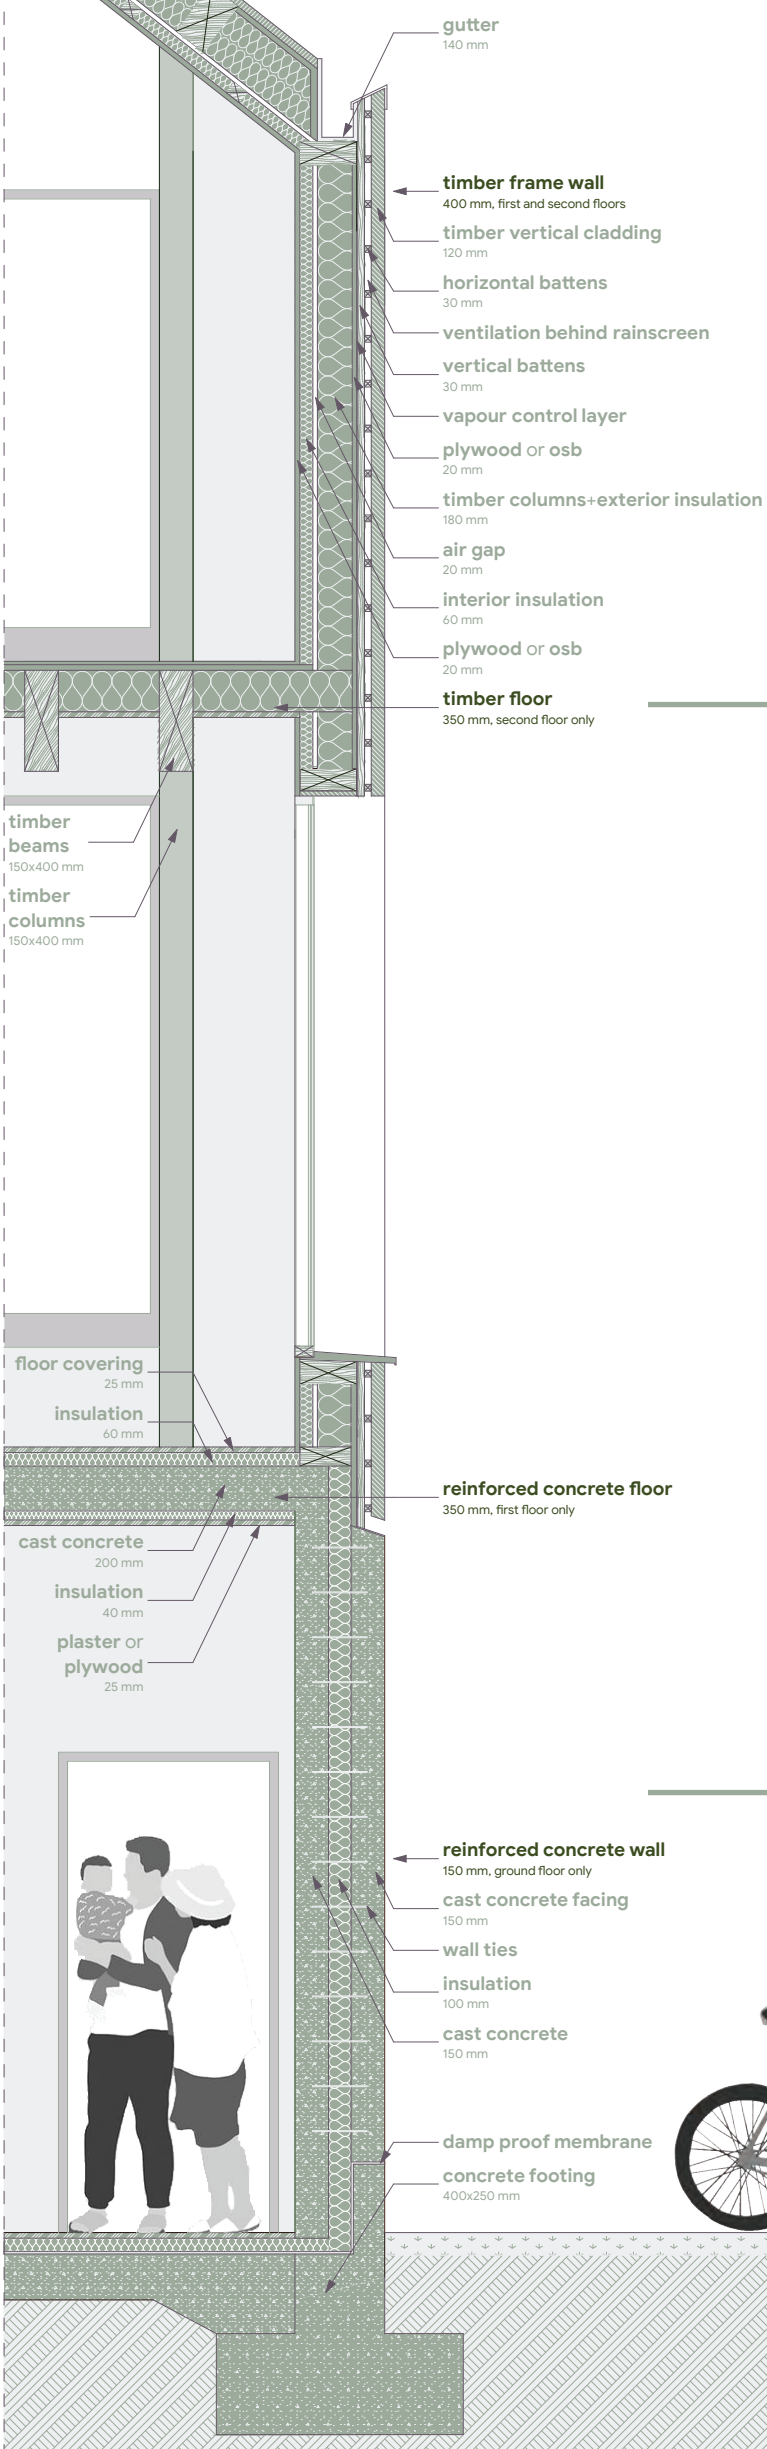 gutter
140 mm
timber frame wall
400 mm, first and second floors
timber vertical cladding
120 mm
horizontal battens
30 mm
ventilation behind rainscreen
vertical battens
30 mm
vapour control layer
plywood or osb
20 mm
timber columns+exterior insulation
180 mm
air gap
20 mm
interior insulation
60 mm
plywood or osb
20 mm
timber floor
350 mm, second floor only
timber
beams
150x400 mm
timber
columns
150x400 mm
floor covering
25 mm
insulation
60 mm
reinforced concrete floor
350 mm, first floor only
cast concrete
200 mm
insulation
40 mm
plaster or
plywood
25 mm
reinforced concrete wall
150 mm, ground floor only
cast concrete facing
150 mm
wall ties
insulation
100 mm
cast concrete
150 mm
damp proof membrane
concrete footing
400x250 mm